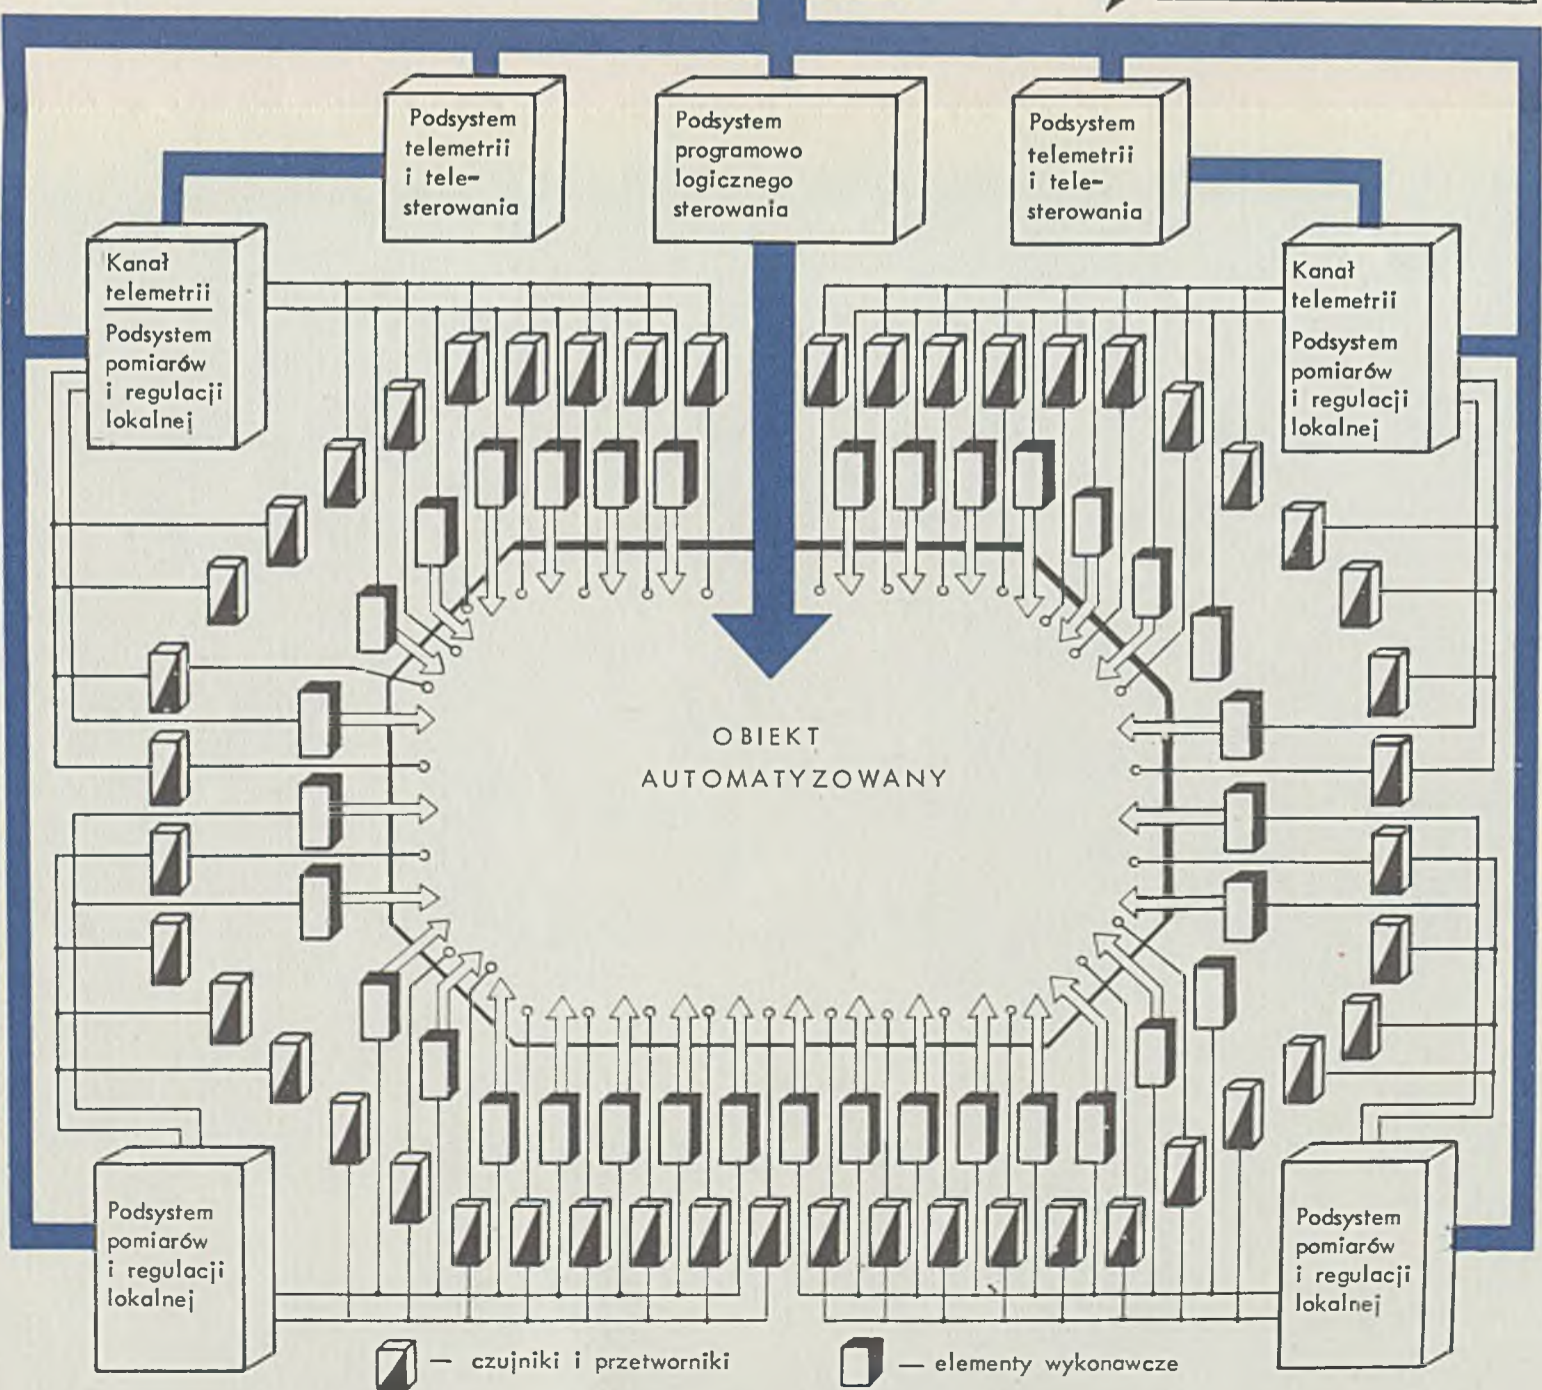 Podsystem
telemetrii
i tele-
sterowania
Podsystem
programowo
logicznego
sterowania
Podsystem
telemetrii
i tele-
sterowania
Kanał
telemetrii
Podsystem
pomiarów
i regulacji
lokalnej
Kanał
telemetrii
Podsystem
pomiarów
i regulacji
lokalnej
OBIEKT
AUTOMATYZOWANY
Podsystem
pomiarów
i regulacji
lokalnej
Podsystem
pomiarów
i regulacji
lokalnej
— czujniki i przetworniki
— elementy wykonawcze